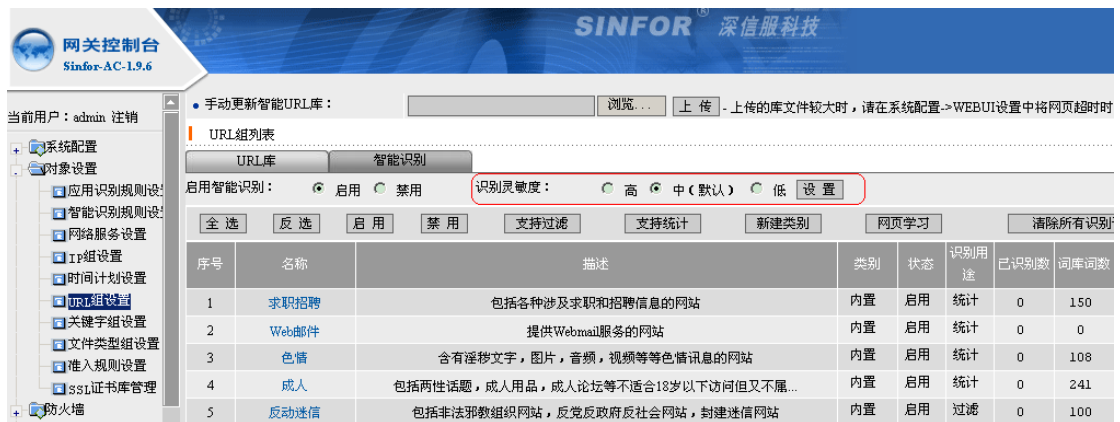 SINFOR® 深信服科技
网关控制台
Sinfor-AC-1.9.6
当前用户：admin 注销
系统配置
对象设置
应用识别规则设
智能识别规则设
网络服务设置
IP组设置
时间计划设置
URL组设置
关键字组设置
文件类型组设置
准入规则设置
SSL证书库管理
防火墙
手动更新智能URL库： 浏览... 上 传 - 上传的库文件较大时，请在系统配置->WEBUI设置中将网页超时时
URL组列表
URL库 智能识别
启用智能识别： 启用 禁用 识别灵敏度： 高 中(默认) 低 设 置
全 选 反 选 启 用 禁 用 支持过滤 支持统计 新建类别 网页学习 清除所有识别
序号 名称 描述 类别 状态 识别用途 已识别数 词库词数
1 求职招聘 包括各种涉及求职和招聘信息的网站 内置 启用 统计 0 150
2 Web邮件 提供Webmail服务的网站 内置 启用 统计 0 0
3 色情 含有淫秽文字，图片，音频，视频等等色情讯息的网站 内置 启用 统计 0 108
4 成人 包括两性话题，成人用品，成人论坛等不适合18岁以下访问但又不属... 内置 启用 统计 0 241
5 反动迷信 包括非法邪教组织网站，反党反政府反社会网站，封建迷信网站 内置 启用 过滤 0 100